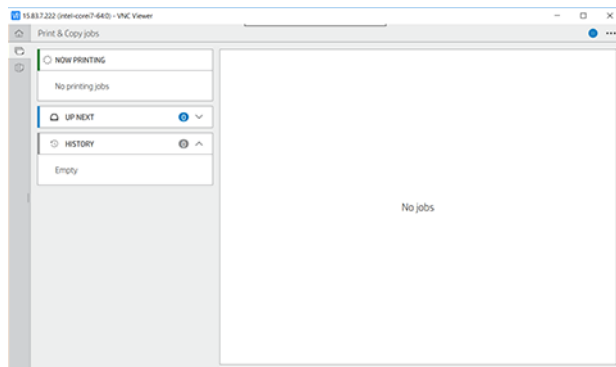 15.83.7.222 (intel-corei7-64:0) - VNC Viewer
Print & Copy jobs
NOW PRINTING
No printing jobs
UP NEXT 0
HISTORY 0
Empty
No jobs